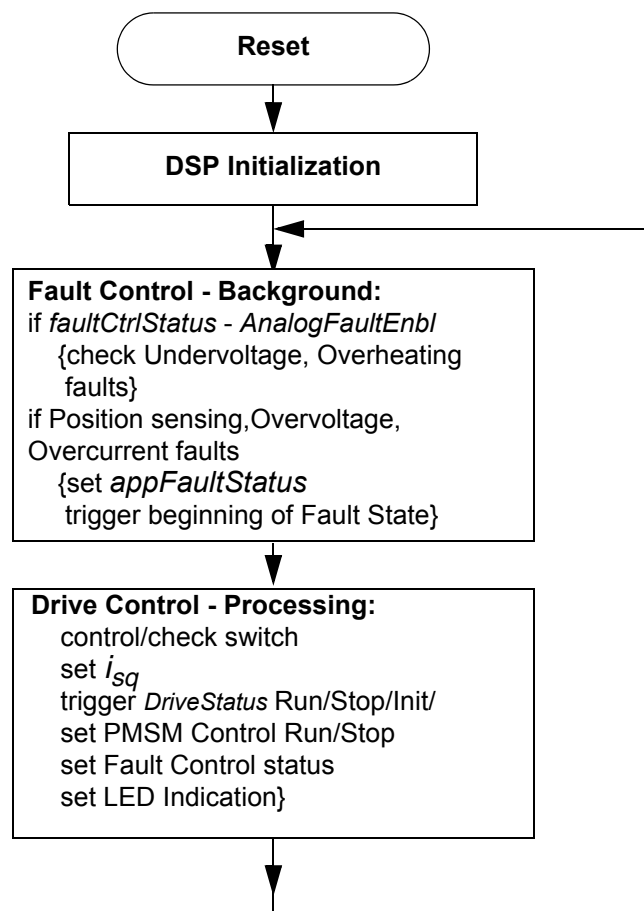 Reset
DSP Initialization
Fault Control - Background:
if faultCtrlStatus - AnalogFaultEnbl
{check Undervoltage, Overheating
faults}
if Position sensing,Overvoltage,
Overcurrent faults
{set appFaultStatus
trigger beginning of Fault State}
Drive Control - Processing:
control/check switch
set isq
trigger DriveStatus Run/Stop/Init/
set PMSM Control Run/Stop
set Fault Control status
set LED Indication}